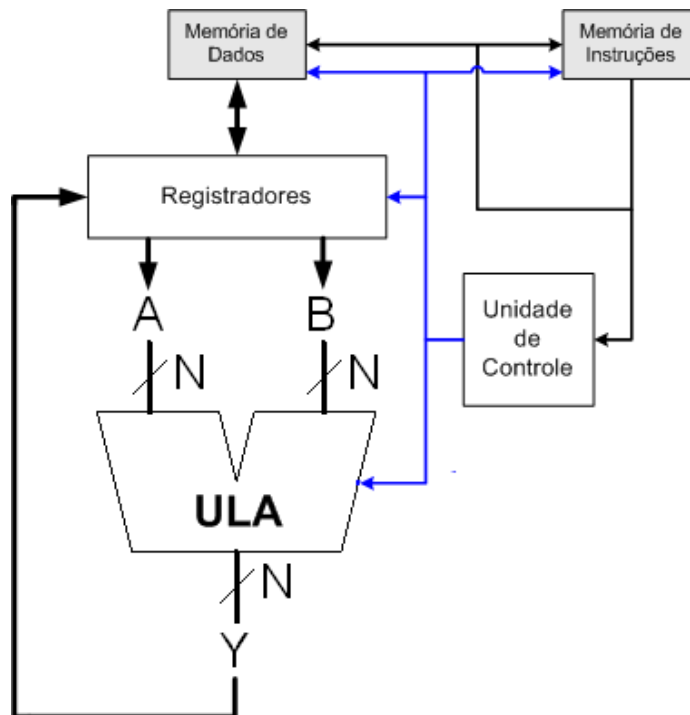 Memória de
Dados
Memória de
Instruções
Registradores
A
B
Unidade
de
Controle
N
N
ULA
N
Y